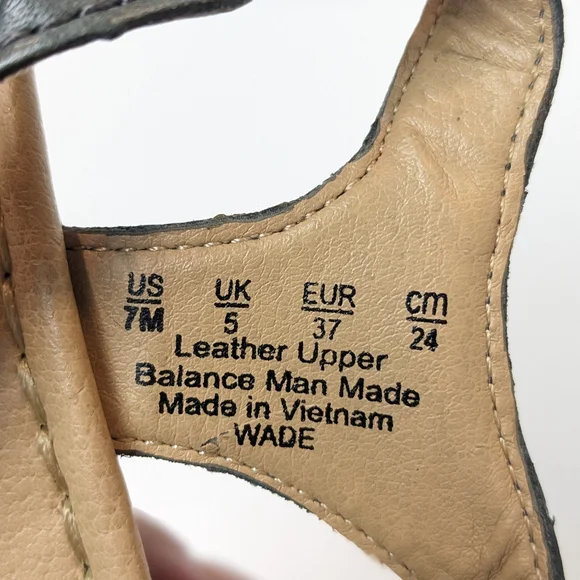 US UK EUR cm
7M 5 37 24
Leather Upper
Balance Man Made
Made in Vietnam
WADE